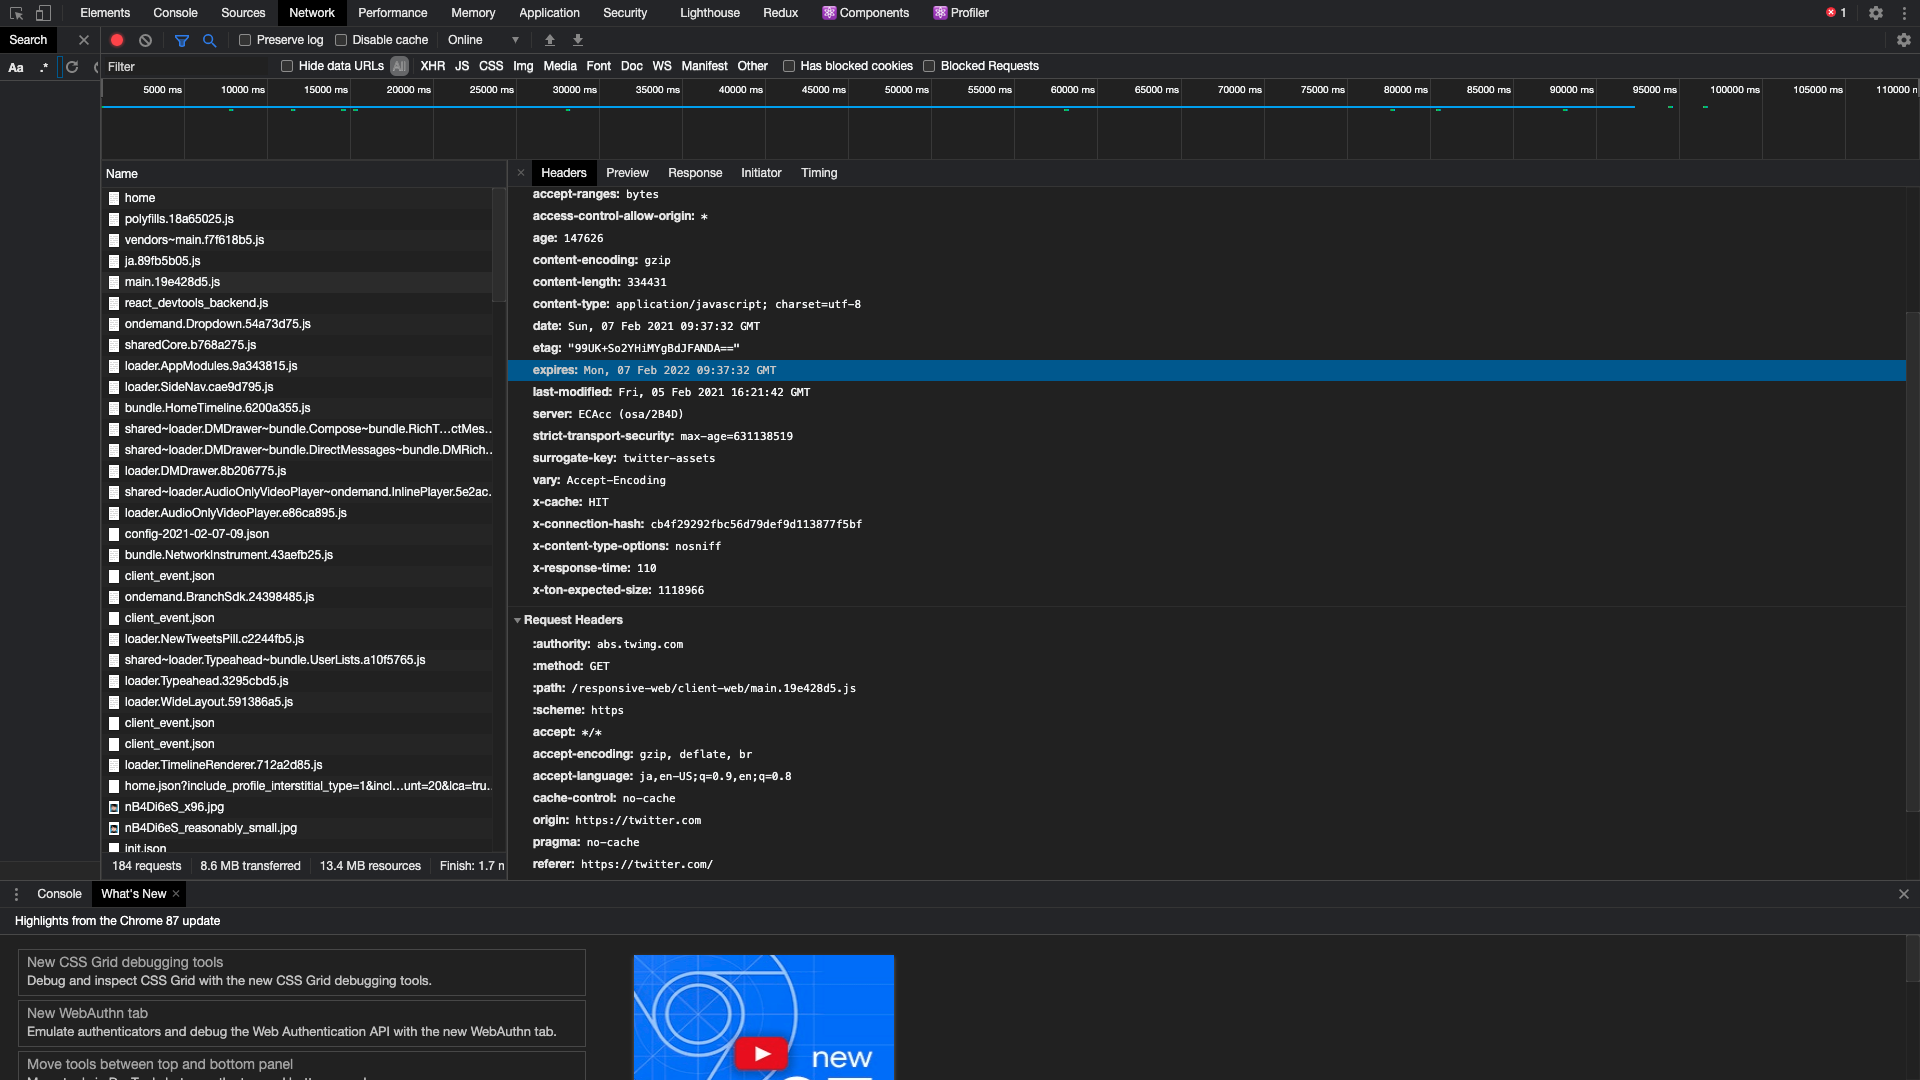 Elements Console Sources Network Performance Memory Application Security Lighthouse Redux Components Profiler 1
Search Preserve log Disable cache Online
Aa .* Filter Hide data URLs All XHR JS CSS Img Media Font Doc WS Manifest Other Has blocked cookies Blocked Requests
5000 ms 10000 ms 15000 ms 20000 ms 25000 ms 30000 ms 35000 ms 40000 ms 45000 ms 50000 ms 55000 ms 60000 ms 65000 ms 70000 ms 75000 ms 80000 ms 85000 ms 90000 ms 95000 ms 100000 ms 105000 ms 110000
Name
home
polyfills.18a65025.js
vendors~main.f7f618b5.js
ja.89fb5b05.js
main.19e428d5.js
react_devtools_backend.js
ondemand.Dropdown.54a73d75.js
sharedCore.b768a275.js
loader.AppModules.9a343815.js
loader.SideNav.cae9d795.js
bundle.HomeTimeline.6200a355.js
shared~loader.DMDrawer~bundle.Compose~bundle.RichT…ctMes…
shared~loader.DMDrawer~bundle.DirectMessages~bundle.DMRich…
loader.DMDrawer.8b206775.js
shared~loader.AudioOnlyVideoPlayer~ondemand.InlinePlayer.5e2ac…
loader.AudioOnlyVideoPlayer.e86ca895.js
config-2021-02-07-09.json
bundle.NetworkInstrument.43aefb25.js
client_event.json
ondemand.BranchSdk.24398485.js
client_event.json
loader.NewTweetsPill.c2244fb5.js
shared~loader.Typeahead~bundle.UserLists.a10f5765.js
loader.Typeahead.3295cbd5.js
loader.WideLayout.591386a5.js
client_event.json
client_event.json
loader.TimelineRenderer.712a2d85.js
home.json?include_profile_interstitial_type=1&incl…unt=20&lca=tru…
nB4Di6eS_x96.jpg
nB4Di6eS_reasonably_small.jpg
init.json
184 requests 8.6 MB transferred 13.4 MB resources Finish: 1.7 m
Headers Preview Response Initiator Timing
accept-ranges: bytes
access-control-allow-origin: *
age: 147626
content-encoding: gzip
content-length: 334431
content-type: application/javascript; charset=utf-8
date: Sun, 07 Feb 2021 09:37:32 GMT
etag: "99UK+So2YHiMYgBdJFANDA=="
expires: Mon, 07 Feb 2022 09:37:32 GMT
last-modified: Fri, 05 Feb 2021 16:21:42 GMT
server: ECAcc (osa/2B4D)
strict-transport-security: max-age=631138519
surrogate-key: twitter-assets
vary: Accept-Encoding
x-cache: HIT
x-connection-hash: cb4f29292fbc56d79def9d113877f5bf
x-content-type-options: nosniff
x-response-time: 110
x-ton-expected-size: 1118966
Request Headers
:authority: abs.twimg.com
:method: GET
:path: /responsive-web/client-web/main.19e428d5.js
:scheme: https
accept: */*
accept-encoding: gzip, deflate, br
accept-language: ja,en-US;q=0.9,en;q=0.8
cache-control: no-cache
origin: https://twitter.com
pragma: no-cache
referer: https://twitter.com/
Console What's New
Highlights from the Chrome 87 update
New CSS Grid debugging tools
Debug and inspect CSS Grid with the new CSS Grid debugging tools.
New WebAuthn tab
Emulate authenticators and debug the Web Authentication API with the new WebAuthn tab.
Move tools between top and bottom panel
new